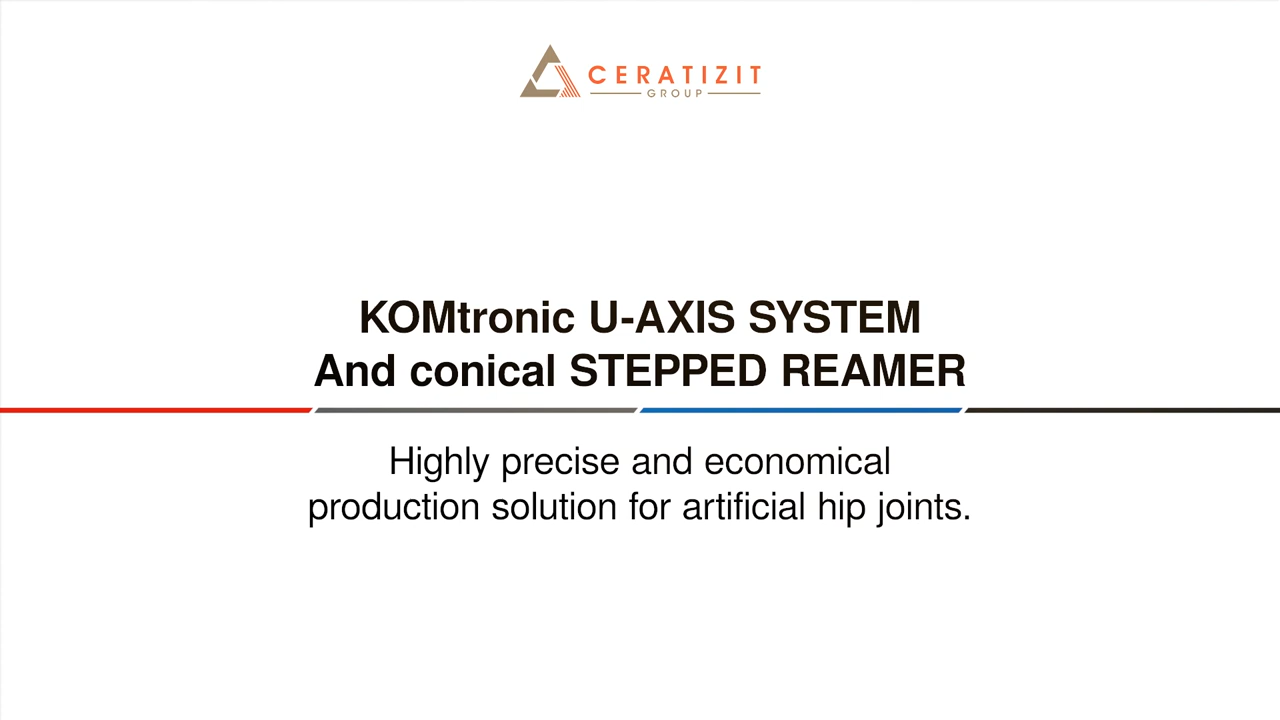 CERATIZIT
GROUP
KOMtronic U-AXIS SYSTEM
And conical STEPPED REAMER
Highly precise and economical
production solution for artificial hip joints.